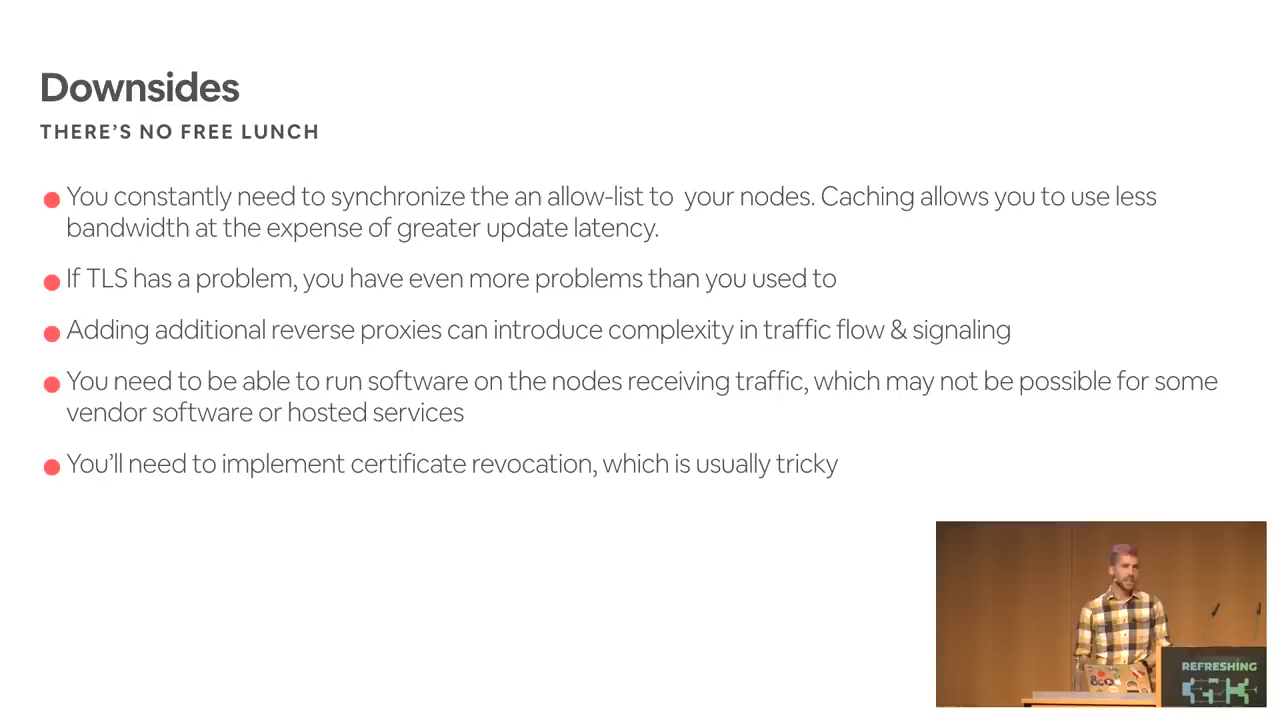 Downsides
THERE’S NO FREE LUNCH
You constantly need to synchronize the an allow-list to  your nodes. Caching allows you to use less
bandwidth at the expense of greater update latency.
If TLS has a problem, you have even more problems than you used to
Adding additional reverse proxies can introduce complexity in traffic flow & signaling
You need to be able to run software on the nodes receiving traffic, which may not be possible for some
vendor software or hosted services
You’ll need to implement certificate revocation, which is usually tricky
REFRESHING